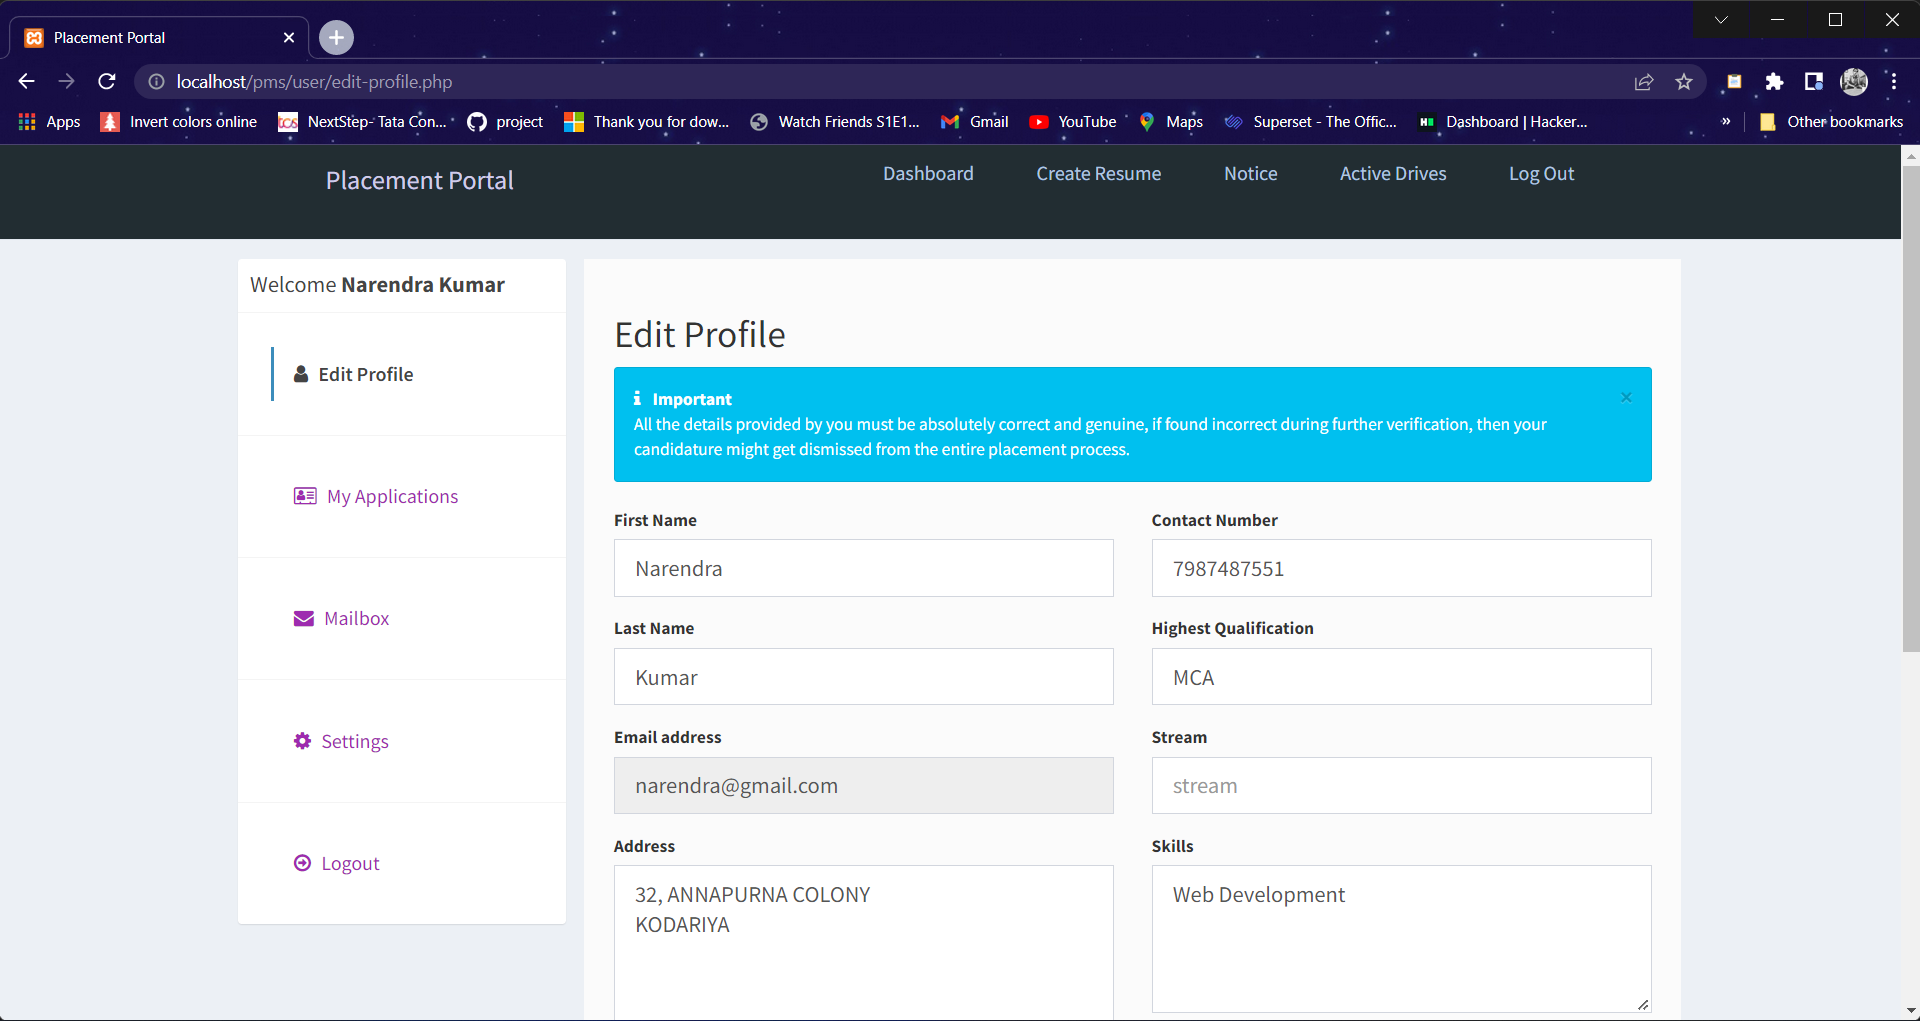 Placement Portal
localhost/pms/user/edit-profile.php
Apps
Invert colors online
tcs
NextStep- Tata Con...
project
Thank you for dow...
Watch Friends S1E1...
Gmail
YouTube
Maps
Superset - The Offic...
Dashboard | Hacker...
»
Other bookmarks
Placement Portal
Dashboard
Create Resume
Notice
Active Drives
Log Out
Welcome Narendra Kumar
Edit Profile
My Applications
Mailbox
Settings
Logout
Edit Profile
Important
All the details provided by you must be absolutely correct and genuine, if found incorrect during further verification, then your
candidature might get dismissed from the entire placement process.
First Name
Narendra
Last Name
Kumar
Email address
narendra@gmail.com
Address
32, ANNAPURNA COLONY
KODARIYA
Contact Number
7987487551
Highest Qualification
MCA
Stream
stream
Skills
Web Development